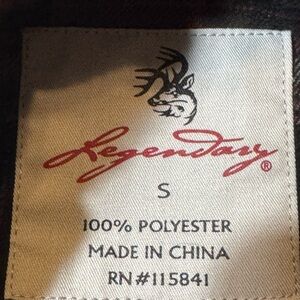 Legendary®
S
100% POLYESTER
MADE IN CHINA
RN#115841